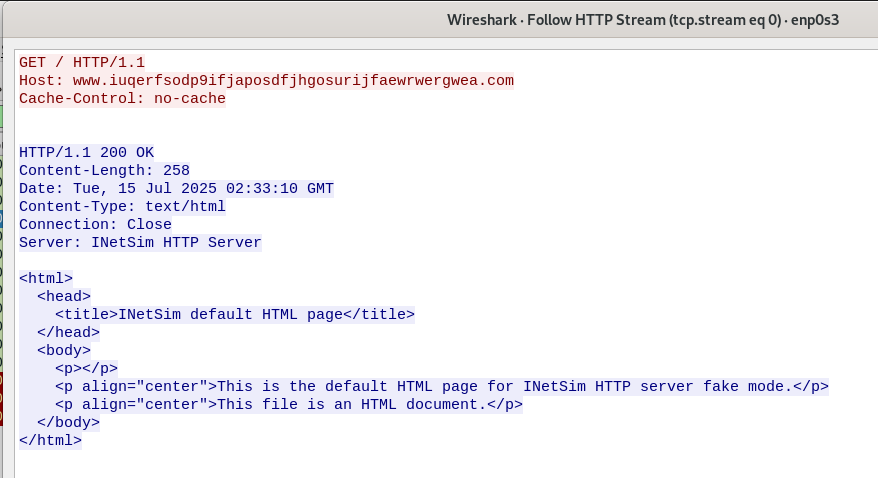 Wireshark · Follow HTTP Stream (tcp.stream eq 0) · enp0s3
GET / HTTP/1.1
Host: www.iuqerfsodp9ifjaposdfjhgosurijfaewrwergwea.com
Cache-Control: no-cache
HTTP/1.1 200 OK
Content-Length: 258
Date: Tue, 15 Jul 2025 02:33:10 GMT
Content-Type: text/html
Connection: Close
Server: INetSim HTTP Server
<html>
  <head>
    <title>INetSim default HTML page</title>
  </head>
  <body>
    <p></p>
    <p align="center">This is the default HTML page for INetSim HTTP server fake mode.</p>
    <p align="center">This file is an HTML document.</p>
  </body>
</html>